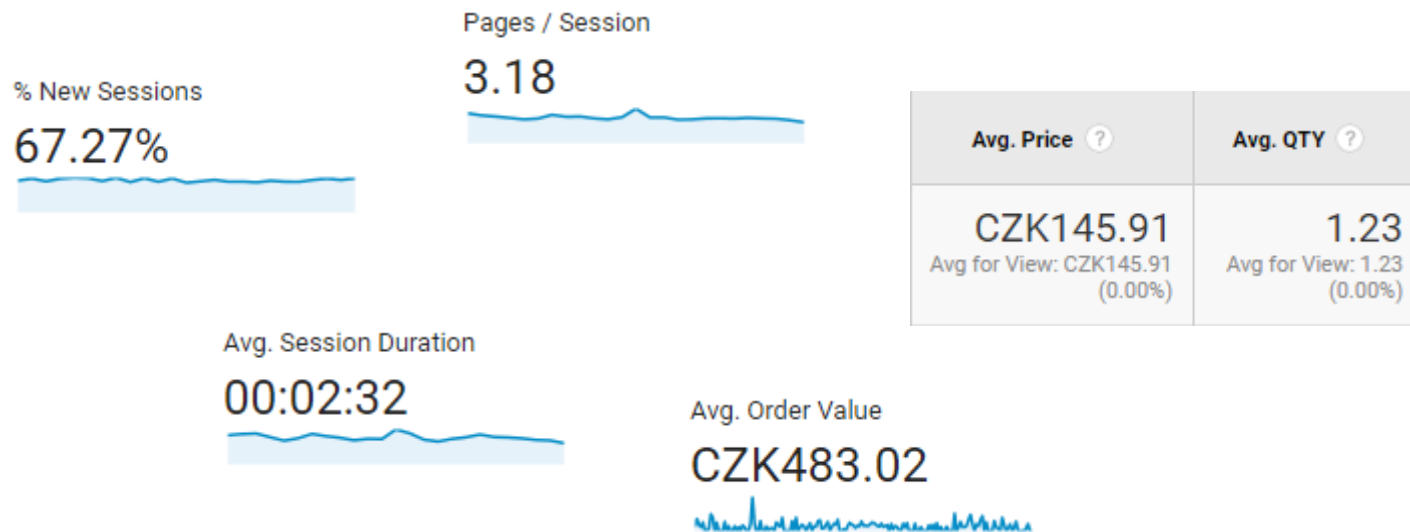 Pages / Session
3.18
% New Sessions
67.27%
Avg. Price ?
Avg. QTY ?
CZK145.91
Avg for View: CZK145.91
(0.00%)
1.23
Avg for View: 1.23
(0.00%)
Avg. Session Duration
00:02:32
Avg. Order Value
CZK483.02